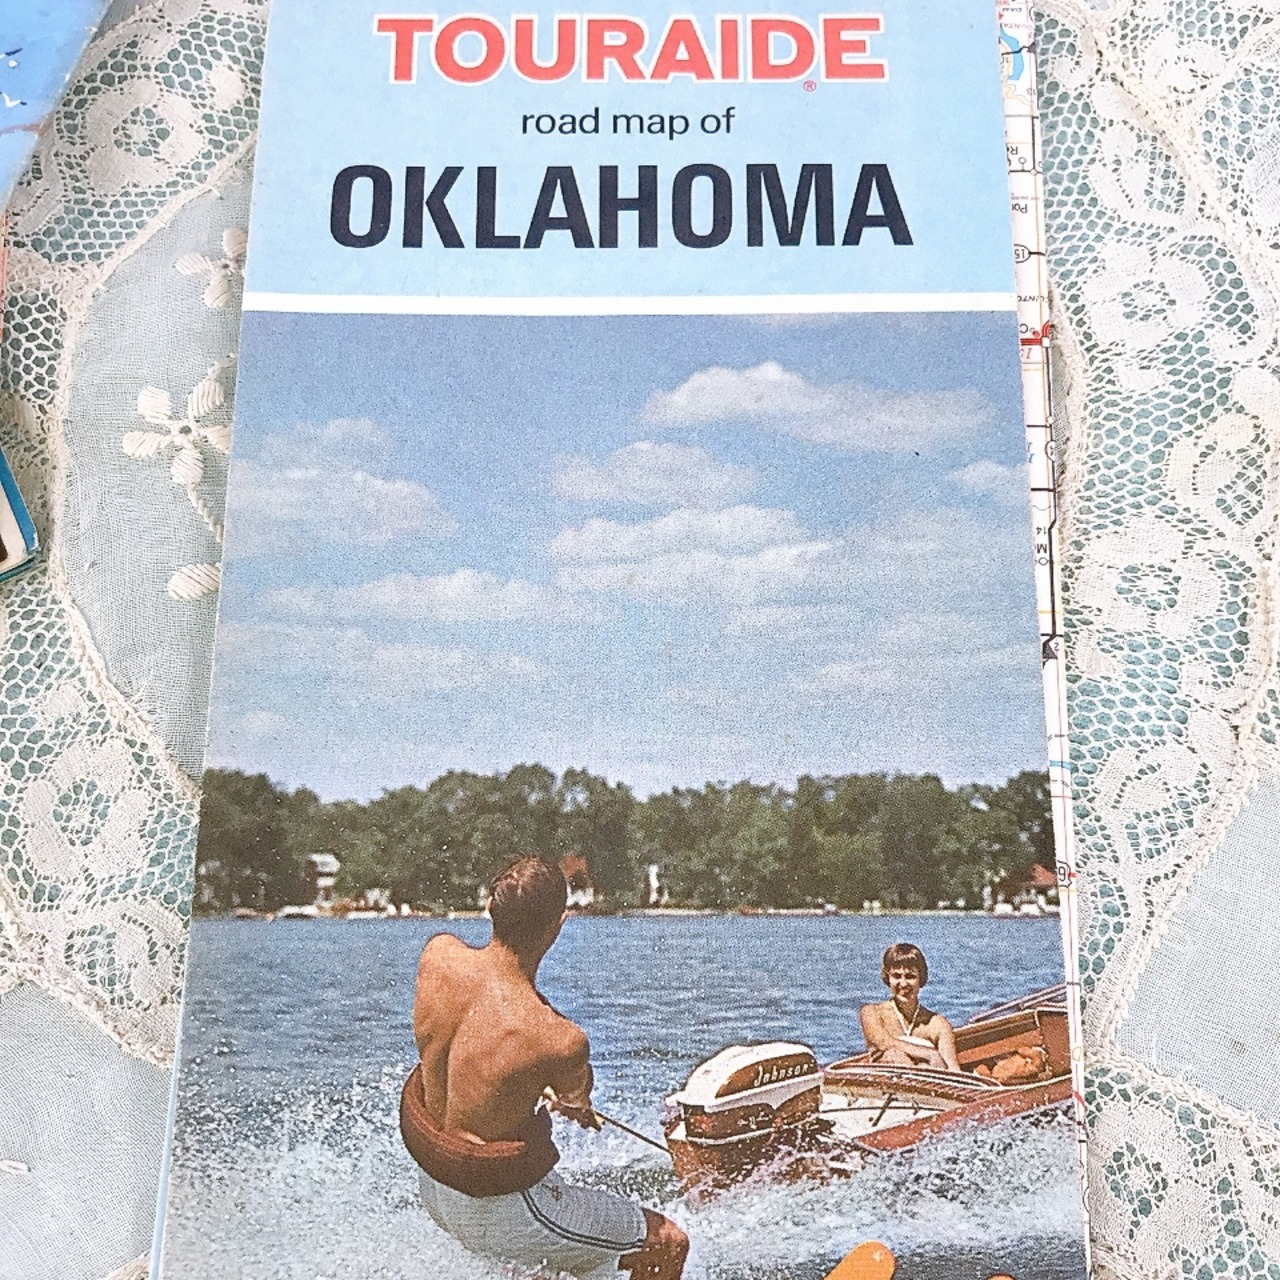 TOURAIDE
®
road map of
OKLAHOMA
Johnson